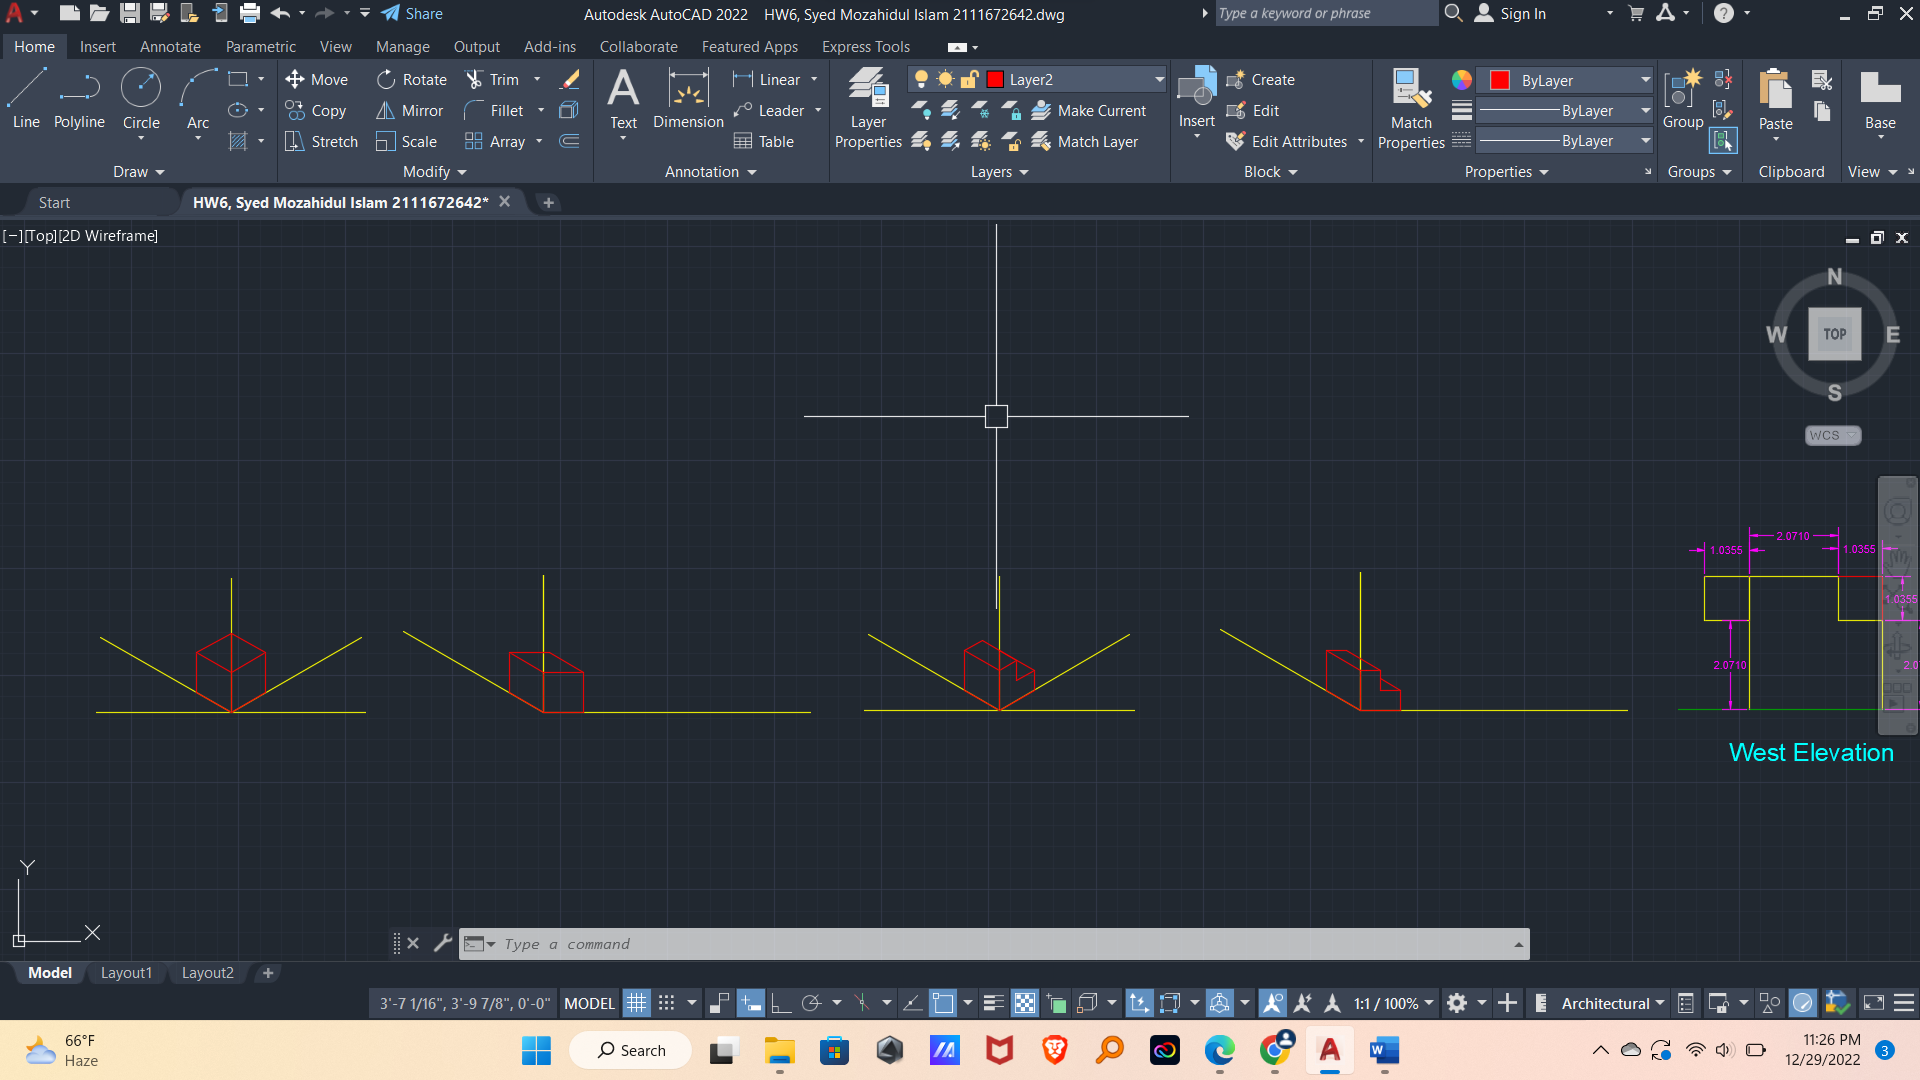 Share
Autodesk AutoCAD 2022 HW6, Syed Mozahidul Islam 2111672642.dwg
Type a keyword or phrase
Sign In
Home Insert Annotate Parametric View Manage Output Add-ins Collaborate Featured Apps Express Tools
Line Polyline Circle Arc
Move Rotate Trim
Copy Mirror Fillet
Stretch Scale Array
Text Dimension
Linear
Leader
Table
Layer Properties
Layer2
Make Current
Match Layer
Insert
Create
Edit
Edit Attributes
Match Properties
ByLayer
ByLayer
ByLayer
Group
Paste
Base
Draw Modify Annotation Layers Block Properties Groups Clipboard View
Start HW6, Syed Mozahidul Islam 2111672642*
[−][Top][2D Wireframe]
N
W TOP E
S
WCS
2.0710
1.0355 1.0355
1.0355
2.0710 2.0
West Elevation
Y
X
Type a command
Model Layout1 Layout2
3'-7 1/16", 3'-9 7/8", 0'-0" MODEL 1:1 / 100% Architectural
66°F
Haze
Search
11:26 PM
12/29/2022
3